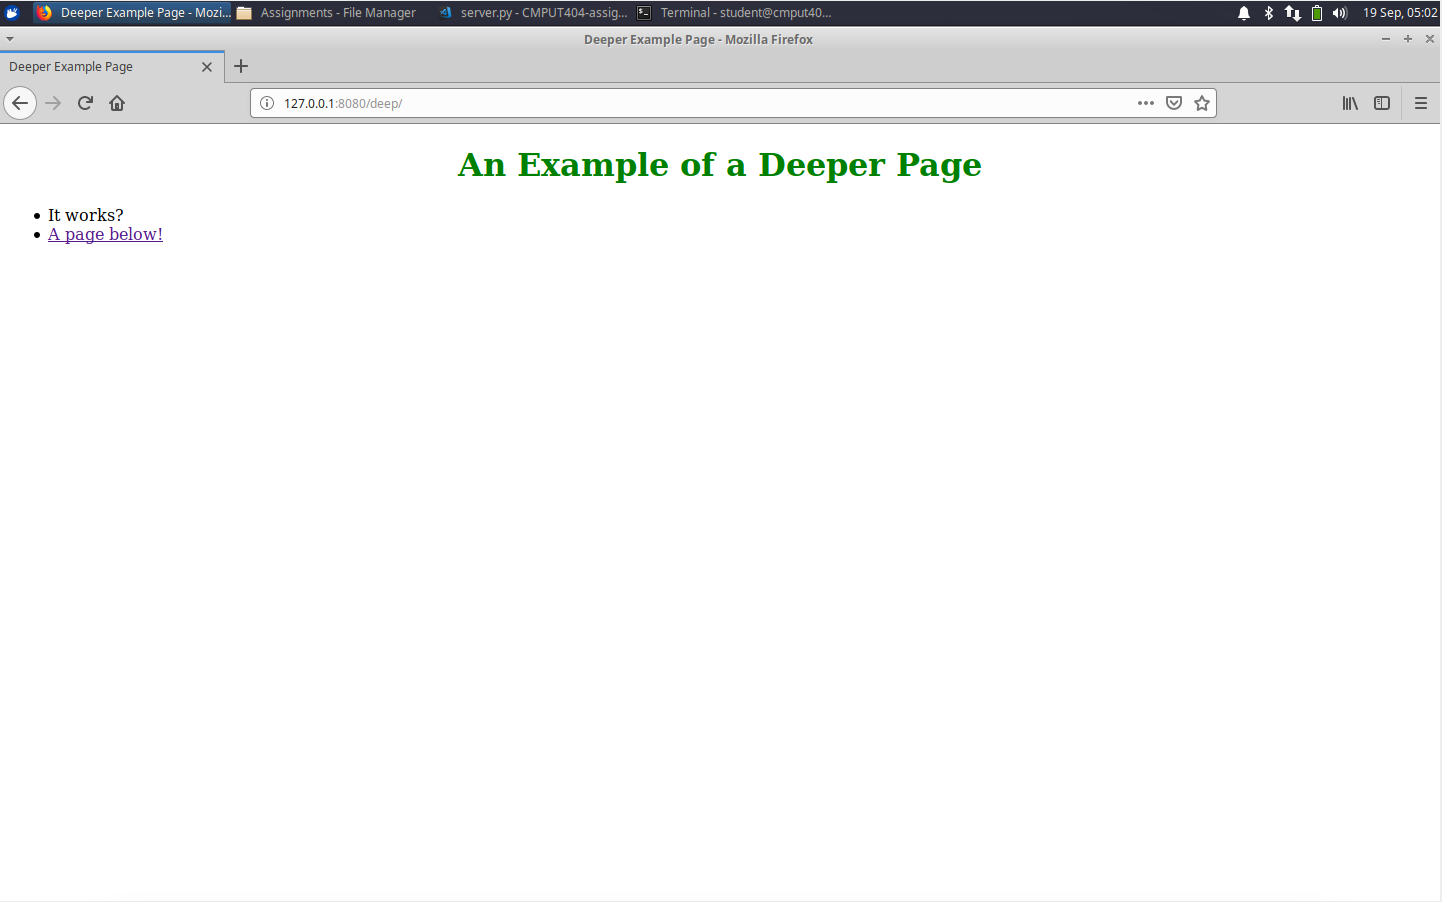 Deeper Example Page - Mozi... Assignments - File Manager server.py - CMPUT404-assig... Terminal - student@cmput40... 19 Sep, 05:02
Deeper Example Page - Mozilla Firefox
Deeper Example Page
127.0.0.1:8080/deep/
An Example of a Deeper Page
• It works?
• A page below!